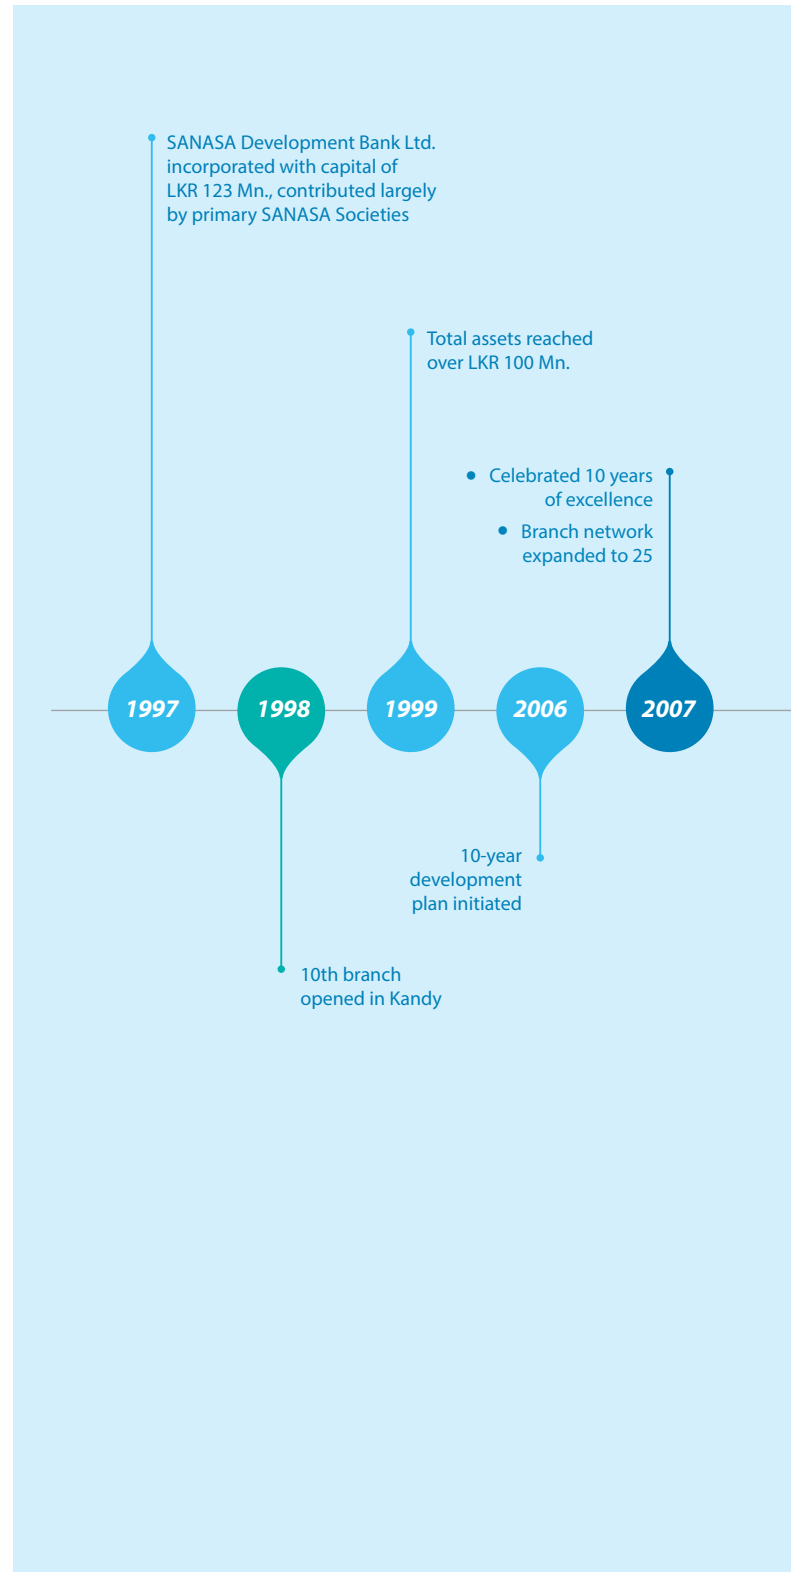 SANASA Development Bank Ltd.
incorporated with capital of
LKR 123 Mn., contributed largely
by primary SANASA Societies
Total assets reached
over LKR 100 Mn.
• Celebrated 10 years
of excellence
• Branch network
expanded to 25
1997
1998
1999
2006
2007
10-year
development
plan initiated
10th branch
opened in Kandy